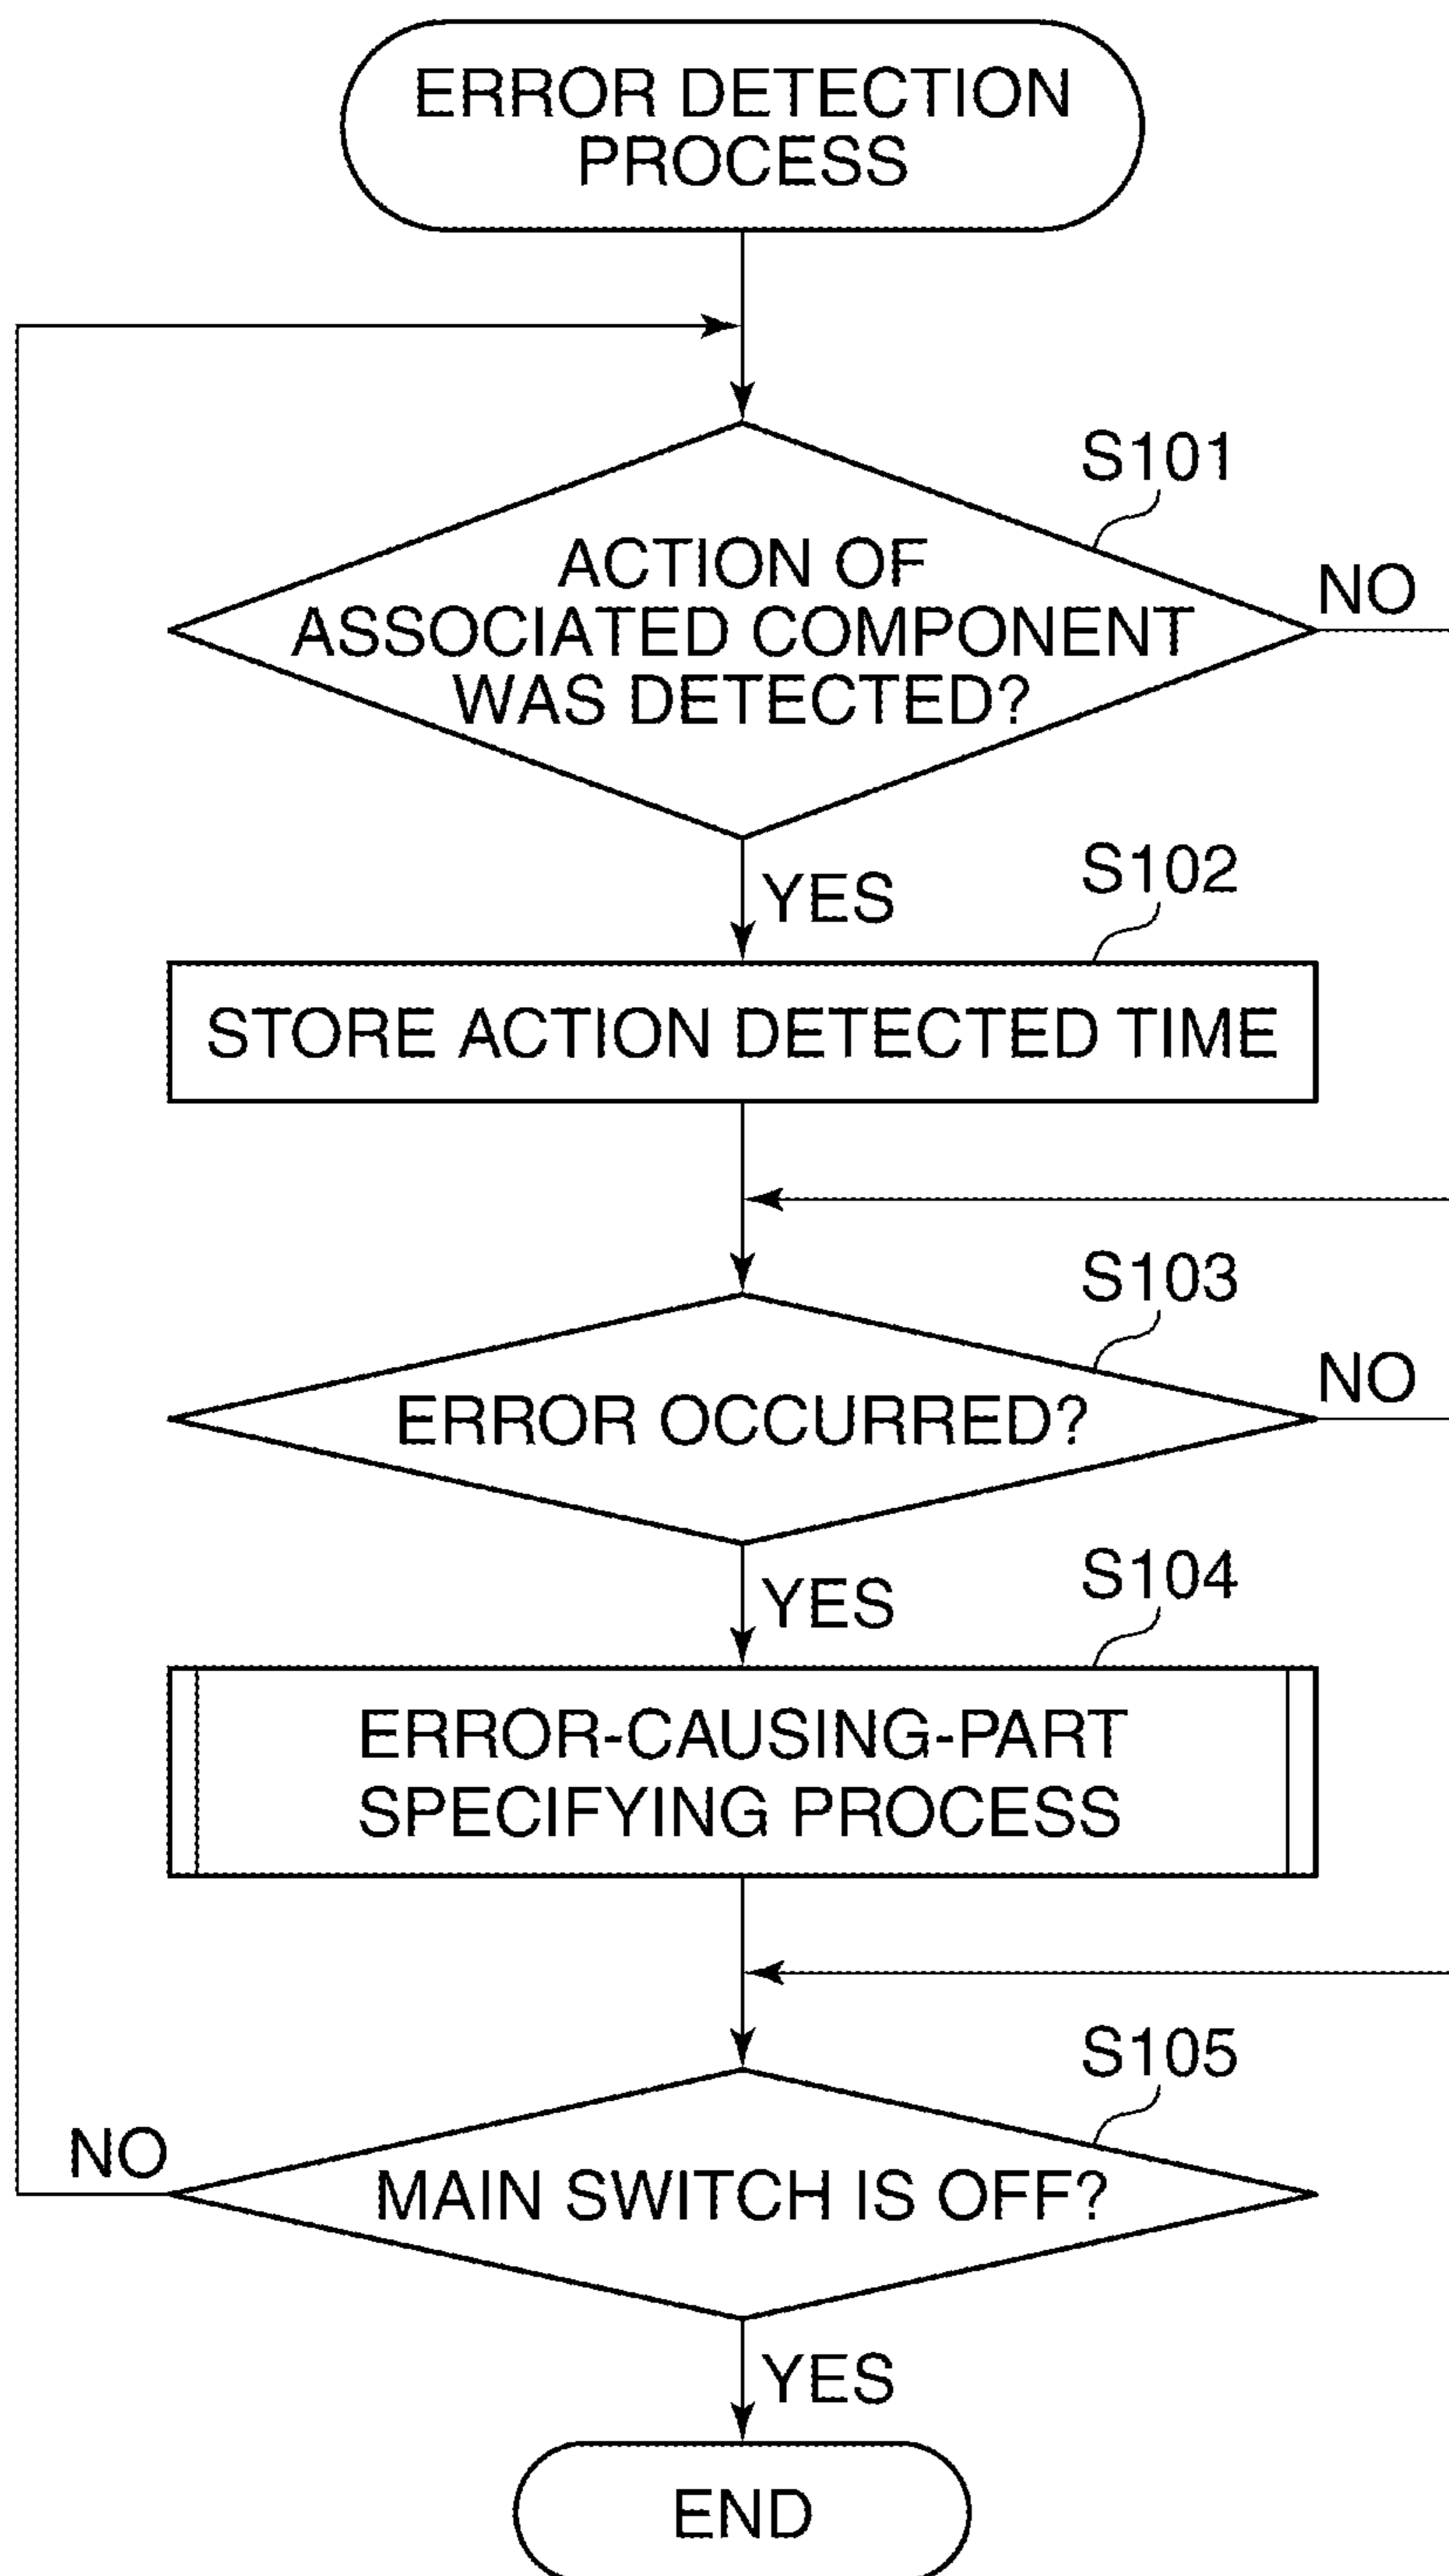 ERROR DETECTION
PROCESS
S101
ACTION OF
ASSOCIATED COMPONENT
WAS DETECTED?
NO
YES
S102
STORE ACTION DETECTED TIME
S103
ERROR OCCURRED?
NO
YES
S104
ERROR-CAUSING-PART
SPECIFYING PROCESS
S105
NO
MAIN SWITCH IS OFF?
YES
END